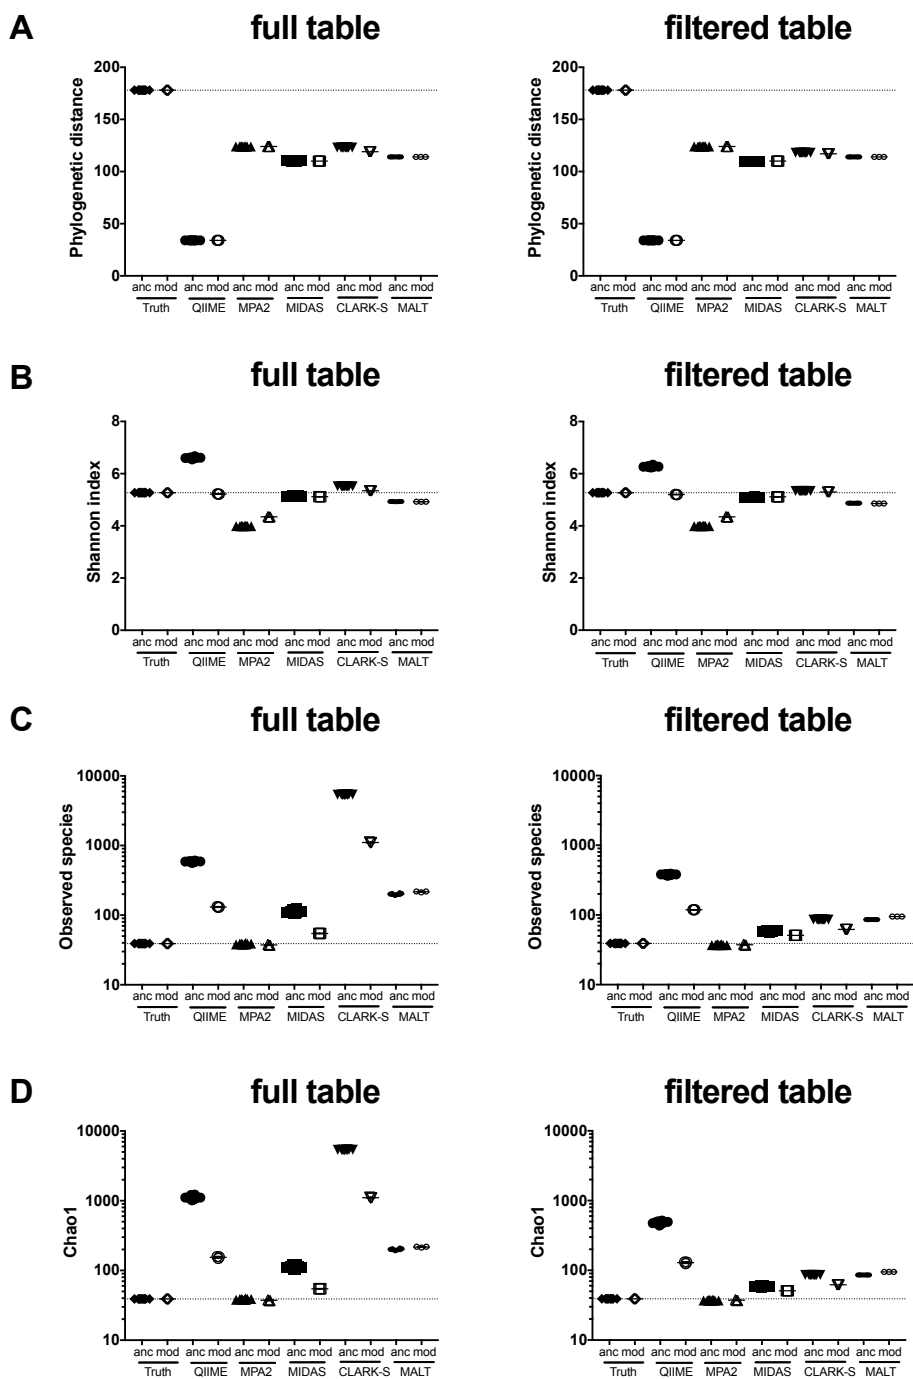 A full table filtered table
Phylogenetic distance
200
150
100
50
0
anc mod anc mod anc mod anc mod anc mod anc mod
Truth QIIME MPA2 MIDAS CLARK-S MALT
Phylogenetic distance
200
150
100
50
0
anc mod anc mod anc mod anc mod anc mod anc mod
Truth QIIME MPA2 MIDAS CLARK-S MALT
B full table filtered table
Shannon index
8
6
4
2
0
anc mod anc mod anc mod anc mod anc mod anc mod
Truth QIIME MPA2 MIDAS CLARK-S MALT
Shannon index
8
6
4
2
0
anc mod anc mod anc mod anc mod anc mod anc mod
Truth QIIME MPA2 MIDAS CLARK-S MALT
C full table filtered table
Observed species
10000
1000
100
10
anc mod anc mod anc mod anc mod anc mod anc mod
Truth QIIME MPA2 MIDAS CLARK-S MALT
Observed species
10000
1000
100
10
anc mod anc mod anc mod anc mod anc mod anc mod
Truth QIIME MPA2 MIDAS CLARK-S MALT
D full table filtered table
Chao1
10000
1000
100
10
anc mod anc mod anc mod anc mod anc mod anc mod
Truth QIIME MPA2 MIDAS CLARK-S MALT
Chao1
10000
1000
100
10
anc mod anc mod anc mod anc mod anc mod anc mod
Truth QIIME MPA2 MIDAS CLARK-S MALT